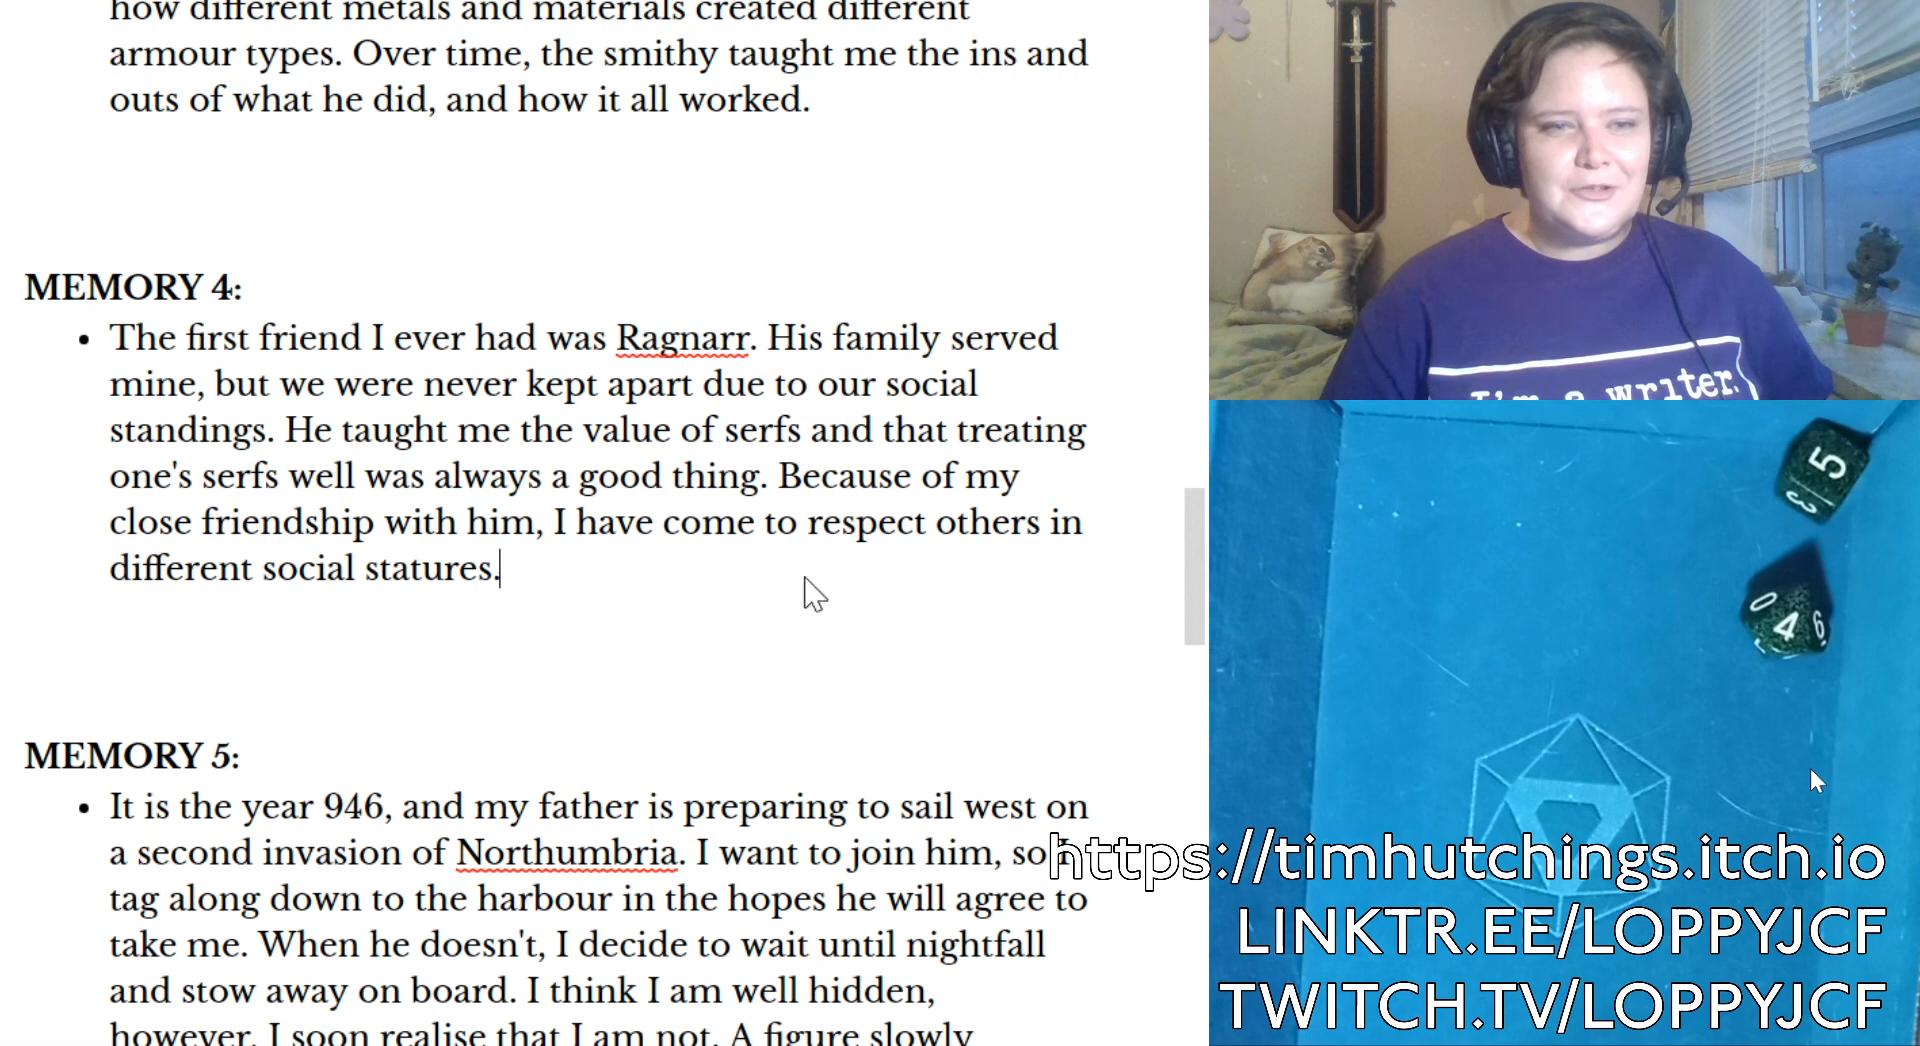 how different metals and materials created different
armour types. Over time, the smithy taught me the ins and
outs of what he did, and how it all worked.
MEMORY 4:
• The first friend I ever had was Ragnarr. His family served
mine, but we were never kept apart due to our social
standings. He taught me the value of serfs and that treating
one's serfs well was always a good thing. Because of my
close friendship with him, I have come to respect others in
different social statures.
MEMORY 5:
• It is the year 946, and my father is preparing to sail west on
a second invasion of Northumbria. I want to join him, so I
tag along down to the harbour in the hopes he will agree to
take me. When he doesn't, I decide to wait until nightfall
and stow away on board. I think I am well hidden,
however, I soon realise that I am not. A figure slowly
I'm a writer.
5
3
0 4 6.
https://timhutchings.itch.io
LINKTR.EE/LOPPYJCF
TWITCH.TV/LOPPYJCF